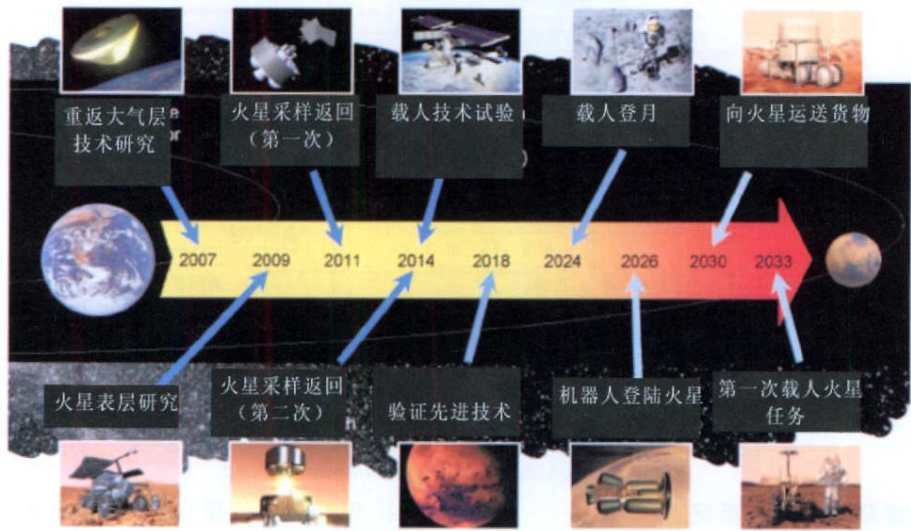 重返大气层
技术研究
火星采样返回
（第一次）
载人技术试验
载人登月
向火星运送货物
2007
2009
2011
2014
2018
2024
2026
2030
2033
火星表层研究
火星采样返回
（第二次）
验证先进技术
机器人登陆火星
第一次载人火星
任务